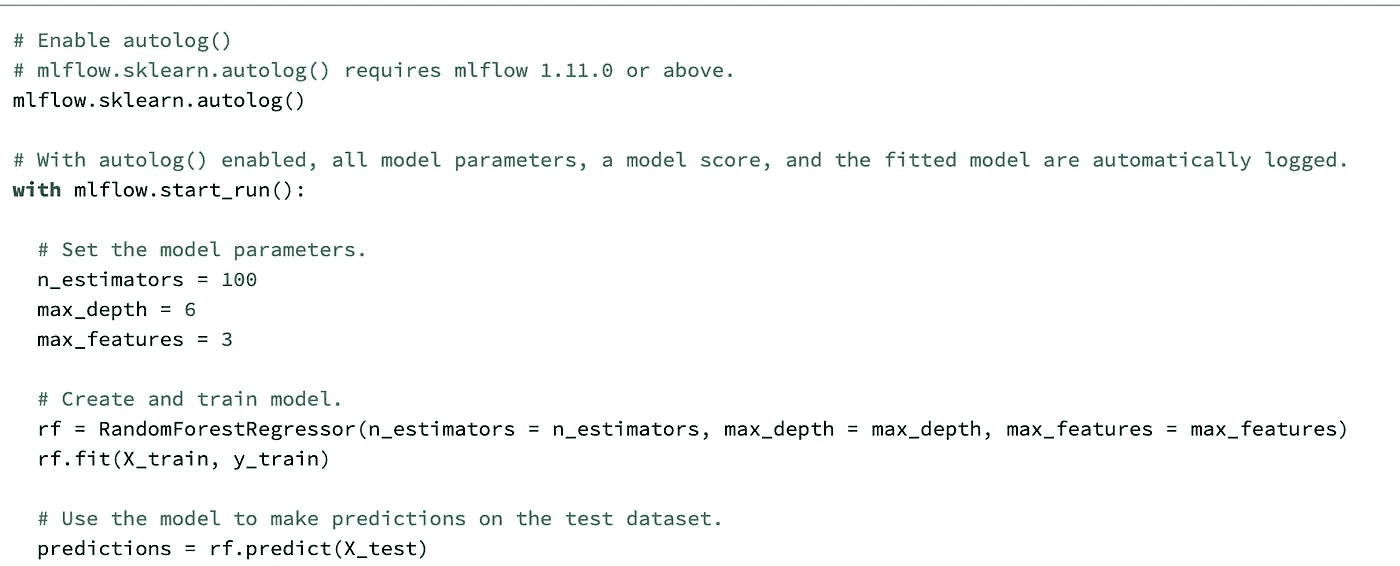 # Enable autolog()
# mlflow.sklearn.autolog() requires mlflow 1.11.0 or above.
mlflow.sklearn.autolog()
# With autolog() enabled, all model parameters, a model score, and the fitted model are automatically logged.
with mlflow.start_run():
# Set the model parameters.
n_estimators = 100
max_depth = 6
max_features = 3
# Create and train model.
rf = RandomForestRegressor(n_estimators = n_estimators, max_depth = max_depth, max_features = max_features)
rf.fit(X_train, y_train)
# Use the model to make predictions on the test dataset.
predictions = rf.predict(X_test)